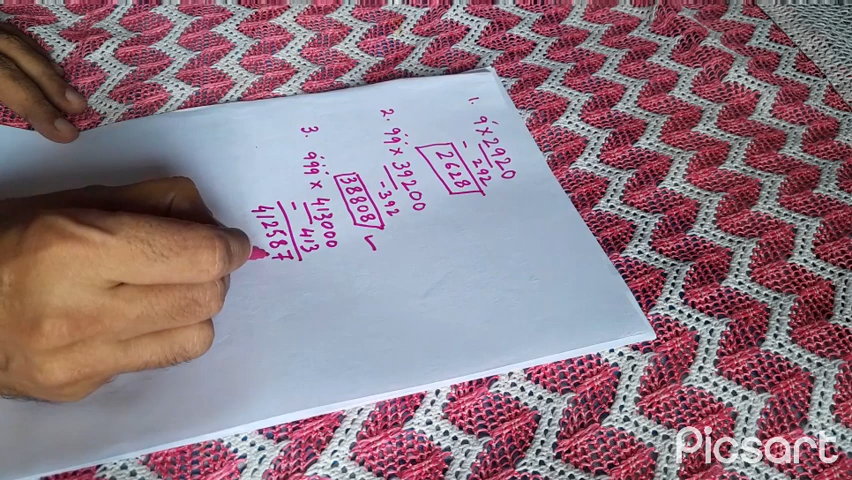 1. 9 × 2920
- 292
2628
2. 99 × 39200
- 392
38808 ✓
3. 999 × 413000
- 413
412587
Picsart